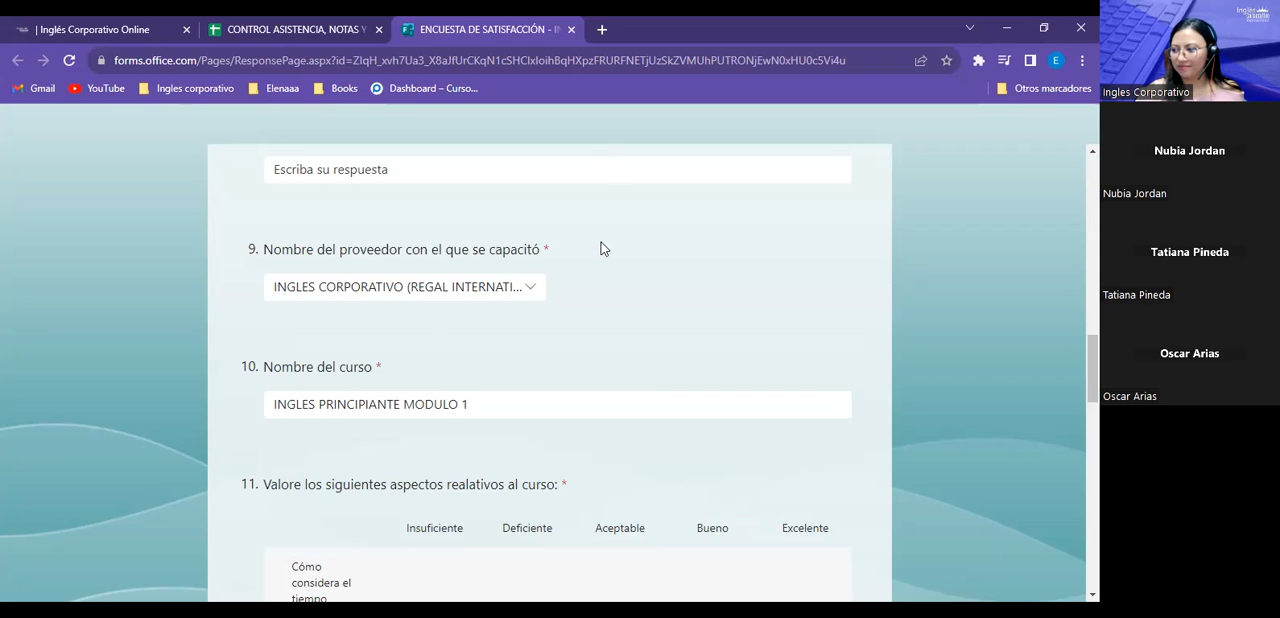 | Inglés Corporativo Online
CONTROL ASISTENCIA, NOTAS Y
ENCUESTA DE SATISFACCIÓN - I
forms.office.com/Pages/ResponsePage.aspx?id=ZIqH_xvh7Ua3_X8aJfUrCKqN1cSHClxIoihBqHXpzFRURFNETjUzSkZVMUhPUTRONjEwN0xHU0c5Vi4u
E
Gmail
YouTube
Ingles corporativo
Elenaaa
Books
Dashboard – Curso...
Otros marcadores
Escriba su respuesta
9. Nombre del proveedor con el que se capacitó *
INGLES CORPORATIVO (REGAL INTERNATI...
10. Nombre del curso *
INGLES PRINCIPIANTE MODULO 1
11. Valore los siguientes aspectos realativos al curso: *
Insuficiente Deficiente Aceptable Bueno Excelente
Cómo
considera el
tiempo
Ingles
Ingles Corporativo
Nubia Jordan
Nubia Jordan
Tatiana Pineda
Tatiana Pineda
Oscar Arias
Oscar Arias